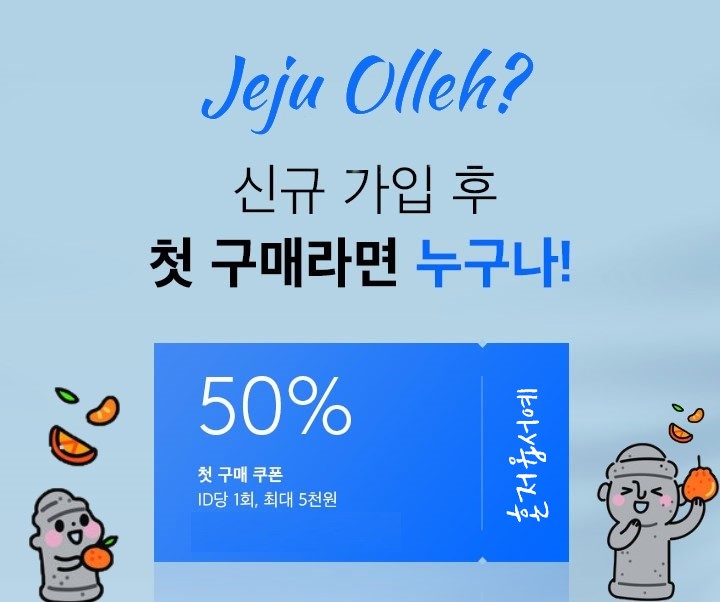 Jeju Olleh?
신규 가입 후
첫 구매라면 누구나!
50%
첫 구매 쿠폰
ID당 1회, 최대 5천원
혼저옵서예